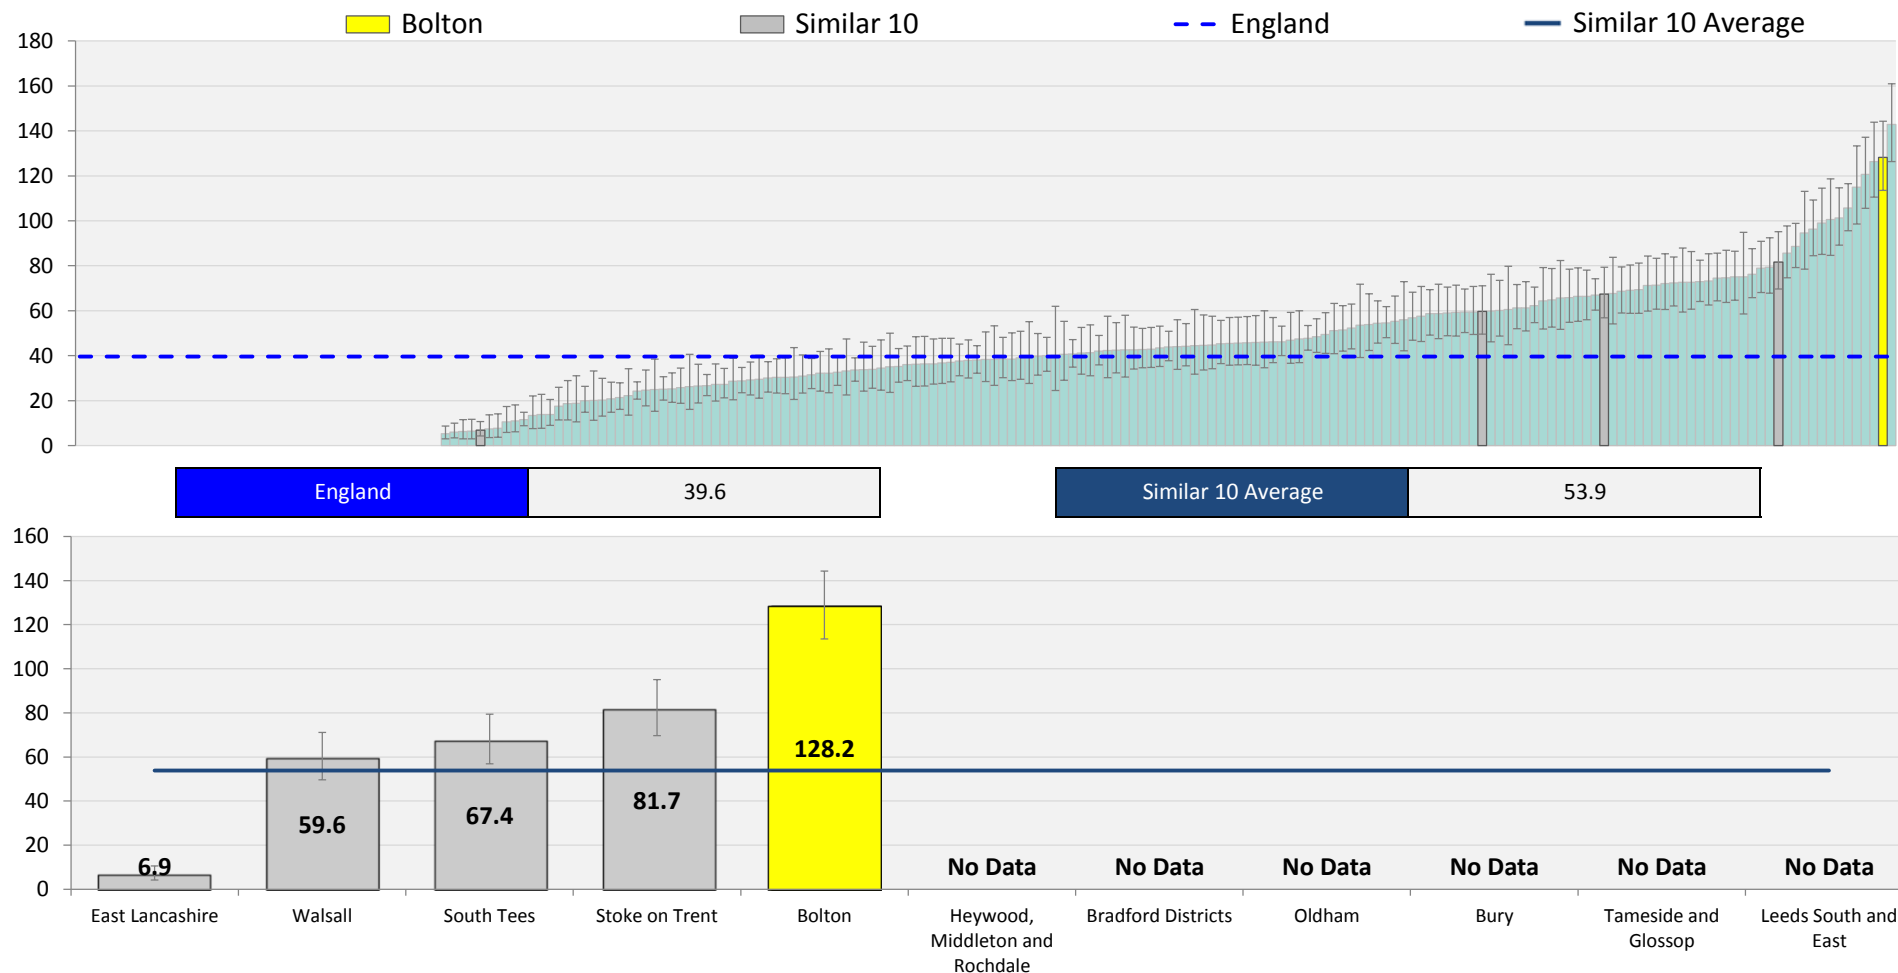 Bolton
Similar 10
England
Similar 10 Average
180
160
140
120
100
80
60
40
20
0
England 39.6
Similar 10 Average 53.9
160
140
120
100
80
60
40
20
0
6.9
59.6
67.4
81.7
128.2
No Data
No Data
No Data
No Data
No Data
No Data
East Lancashire
Walsall
South Tees
Stoke on Trent
Bolton
Heywood,
Middleton and
Rochdale
Bradford Districts
Oldham
Bury
Tameside and
Glossop
Leeds South and
East